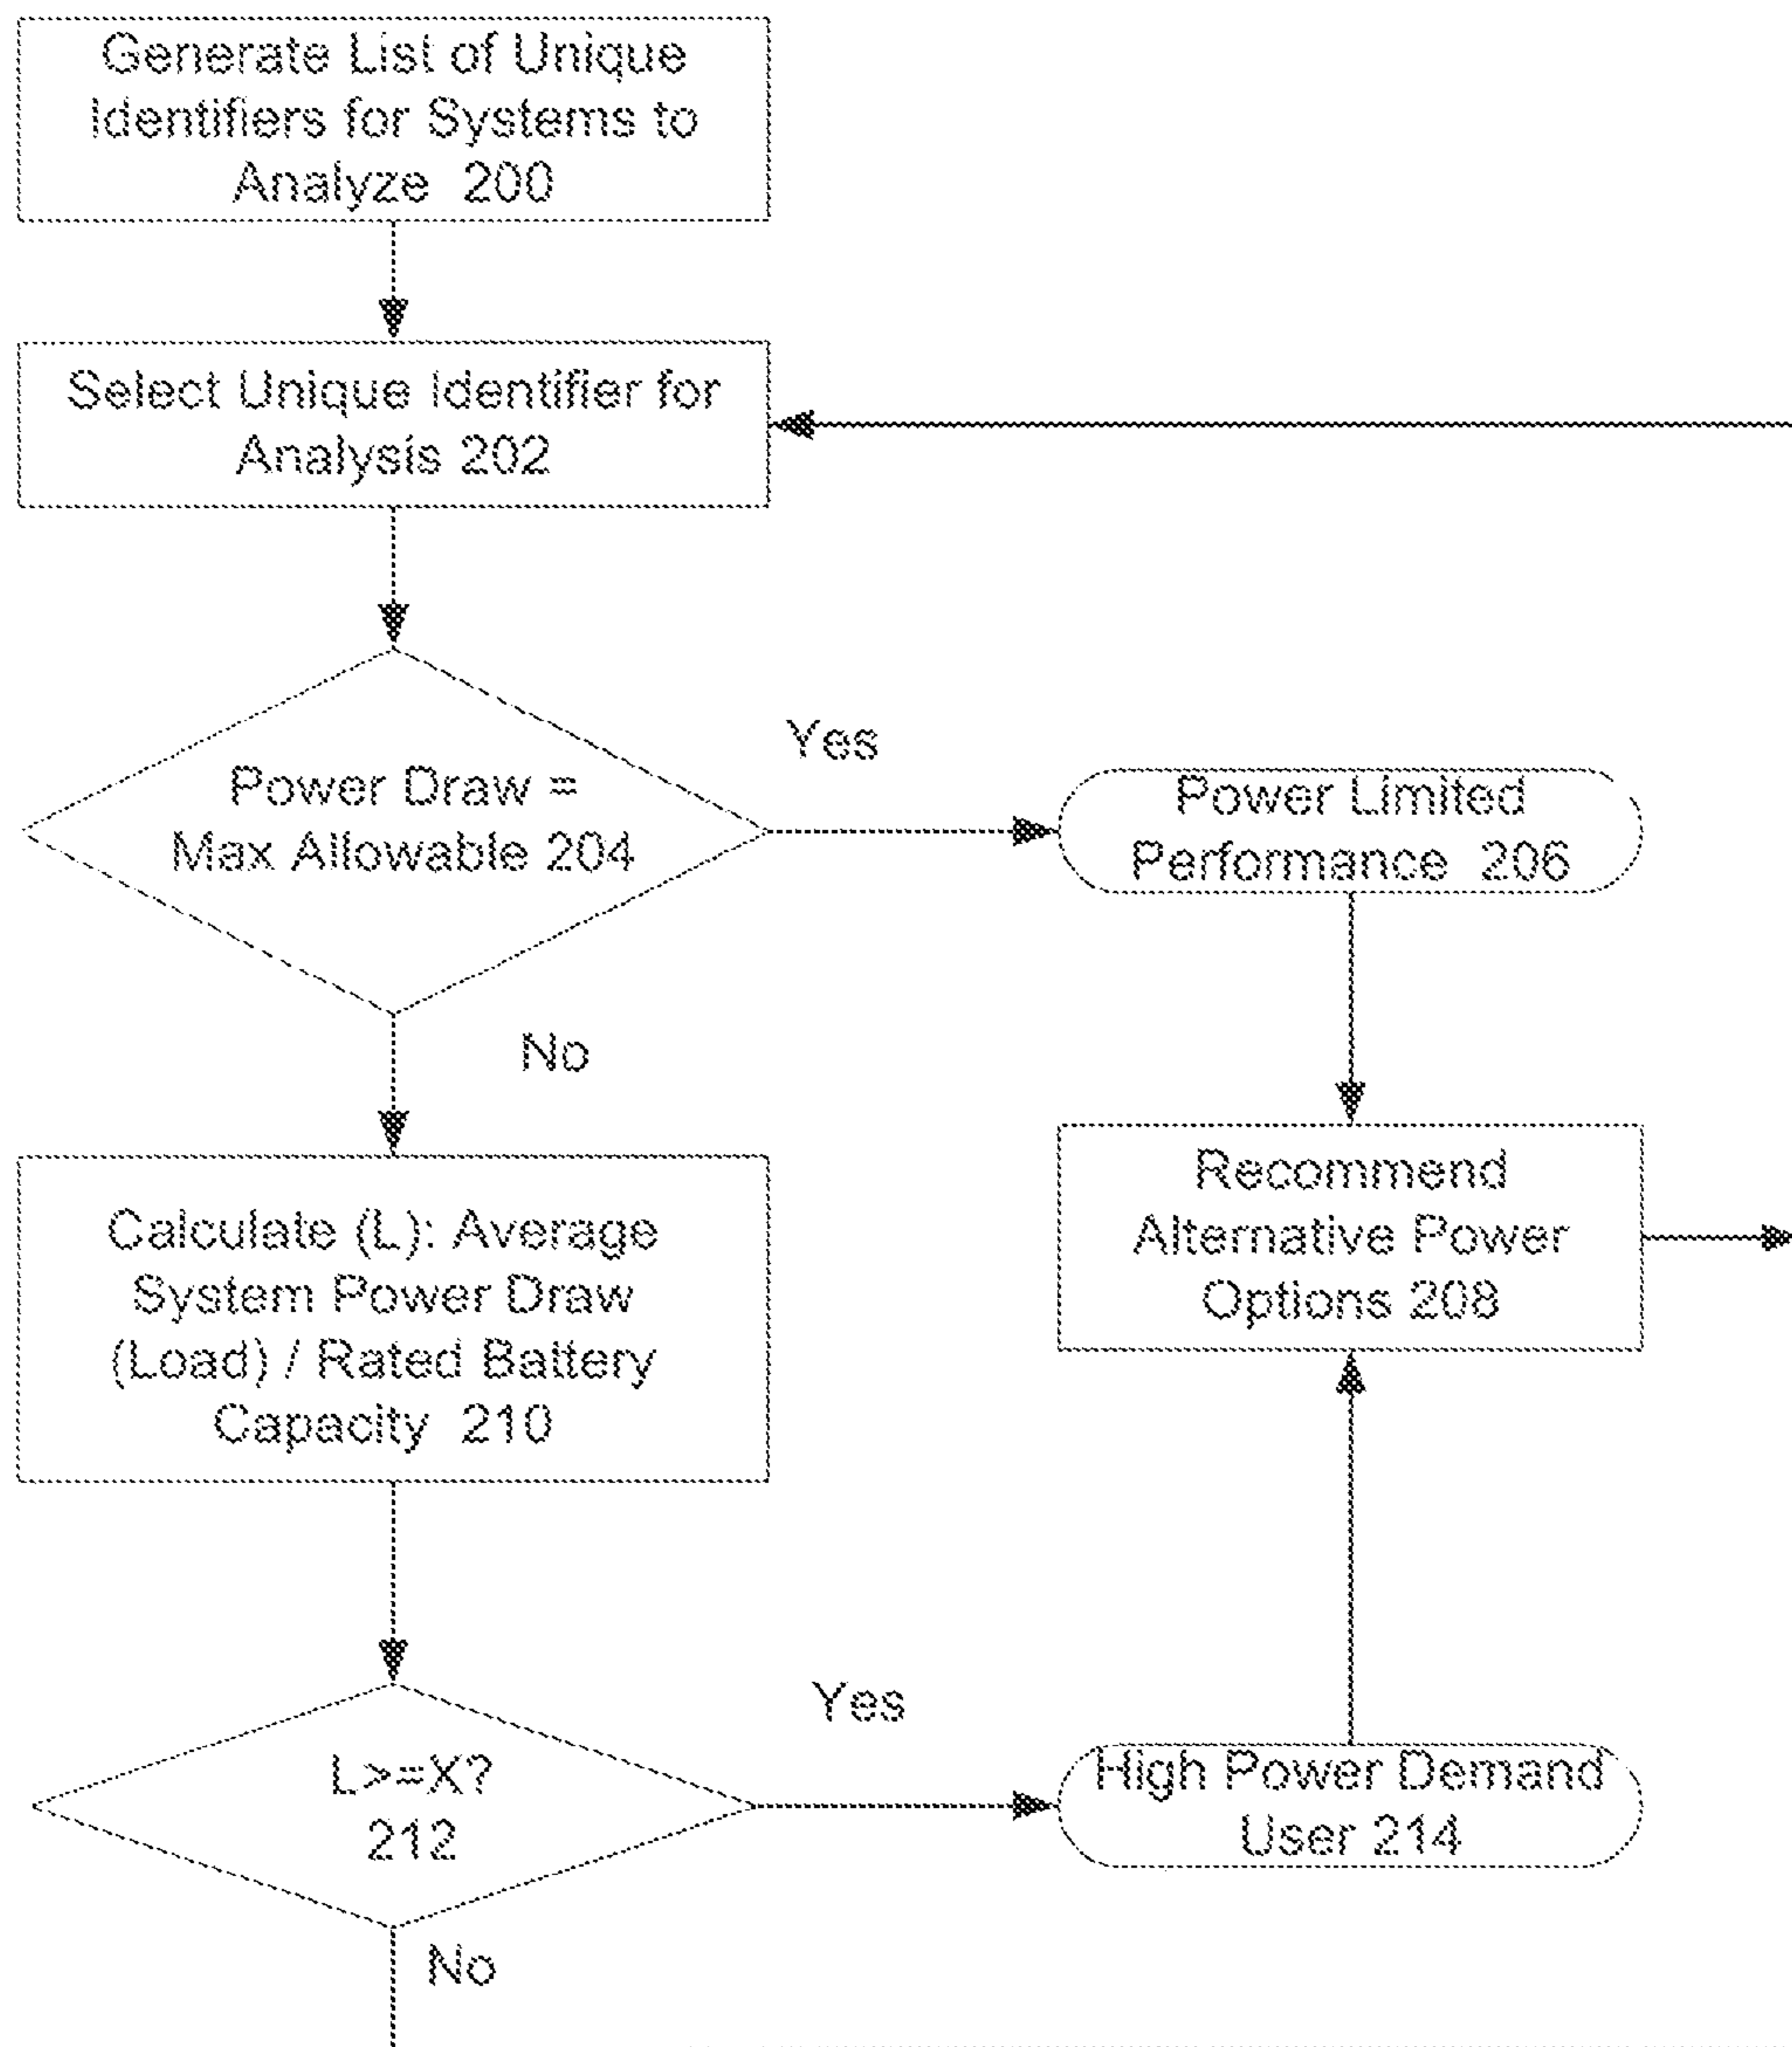 Generate List of Unique
Identifiers for Systems to
Analyze 200
Select Unique Identifier for
Analysis 202
Power Draw =
Max Allowable 204
Yes
Power Limited
Performance 206
No
Recommend
Alternative Power
Options 208
Calculate (L): Average
System Power Draw
(Load) / Rated Battery
Capacity 210
L>=X?
212
Yes
High Power Demand
User 214
No